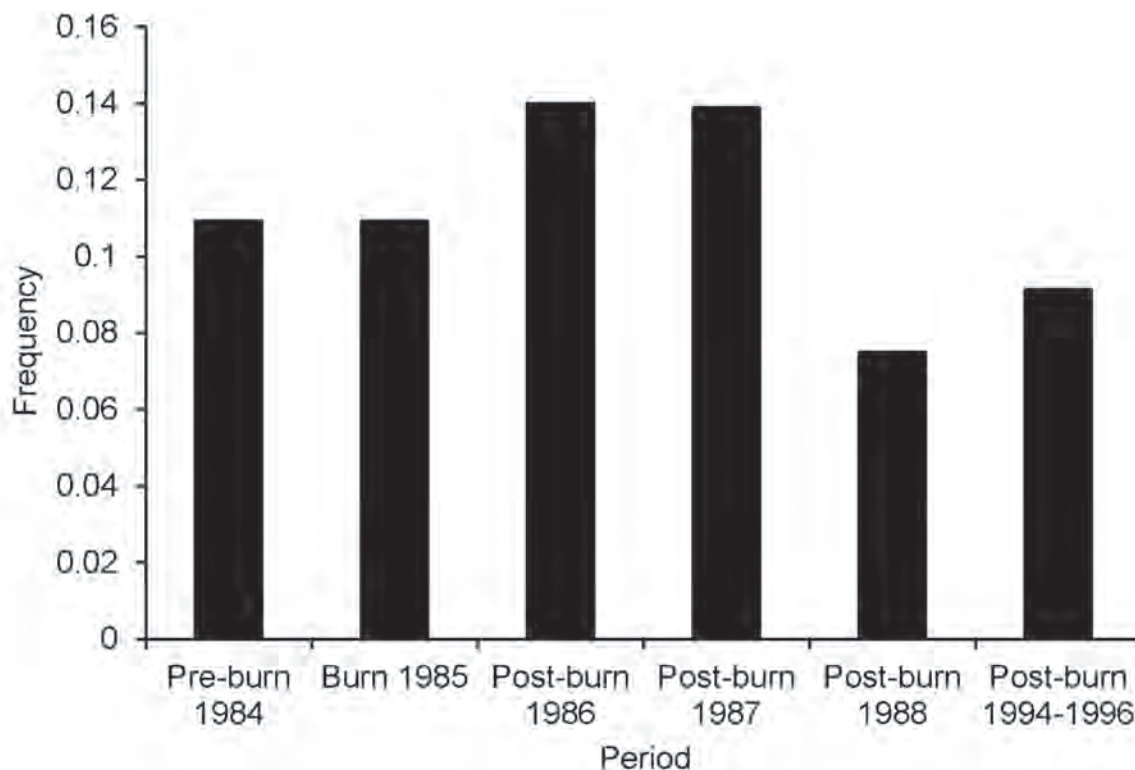 0.16
0.14
0.12
0.1
0.08
0.06
0.04
0.02
0
Frequency
Pre-burn Burn 1985 Post-burn Post-burn Post-burn Post-burn
1984 1986 1987 1988 1994-1996
Period